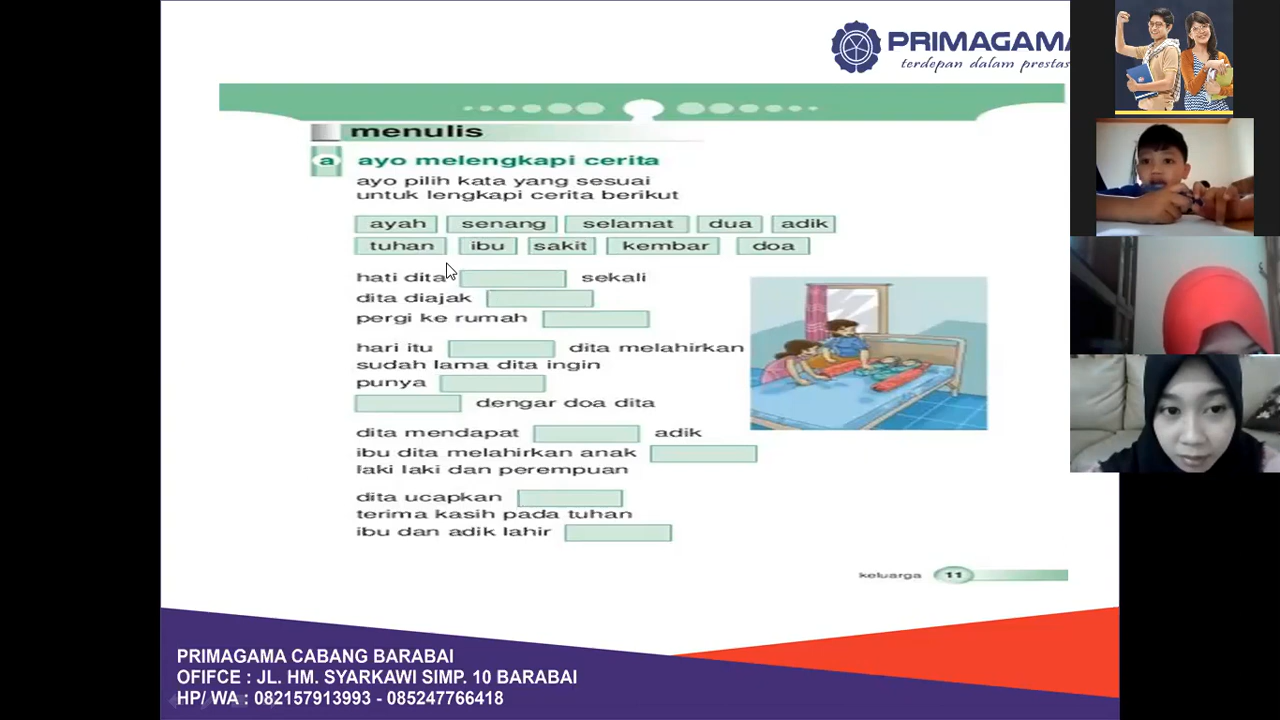 PRIMAGAMA
terdepan dalam prestas
menulis
a ayo melengkapi cerita
ayo pilih kata yang sesuai
untuk lengkapi cerita berikut
ayah senang selamat dua adik
tuhan ibu sakit kembar doa
hati dita sekali
dita diajak
pergi ke rumah
hari itu dita melahirkan
sudah lama dita ingin
punya
dengar doa dita
dita mendapat adik
ibu dita melahirkan anak
laki laki dan perempuan
dita ucapkan
terima kasih pada tuhan
ibu dan adik lahir
keluarga 11
PRIMAGAMA CABANG BARABAI
OFIFCE : JL. HM. SYARKAWI SIMP. 10 BARABAI
HP/ WA : 082157913993 - 085247766418